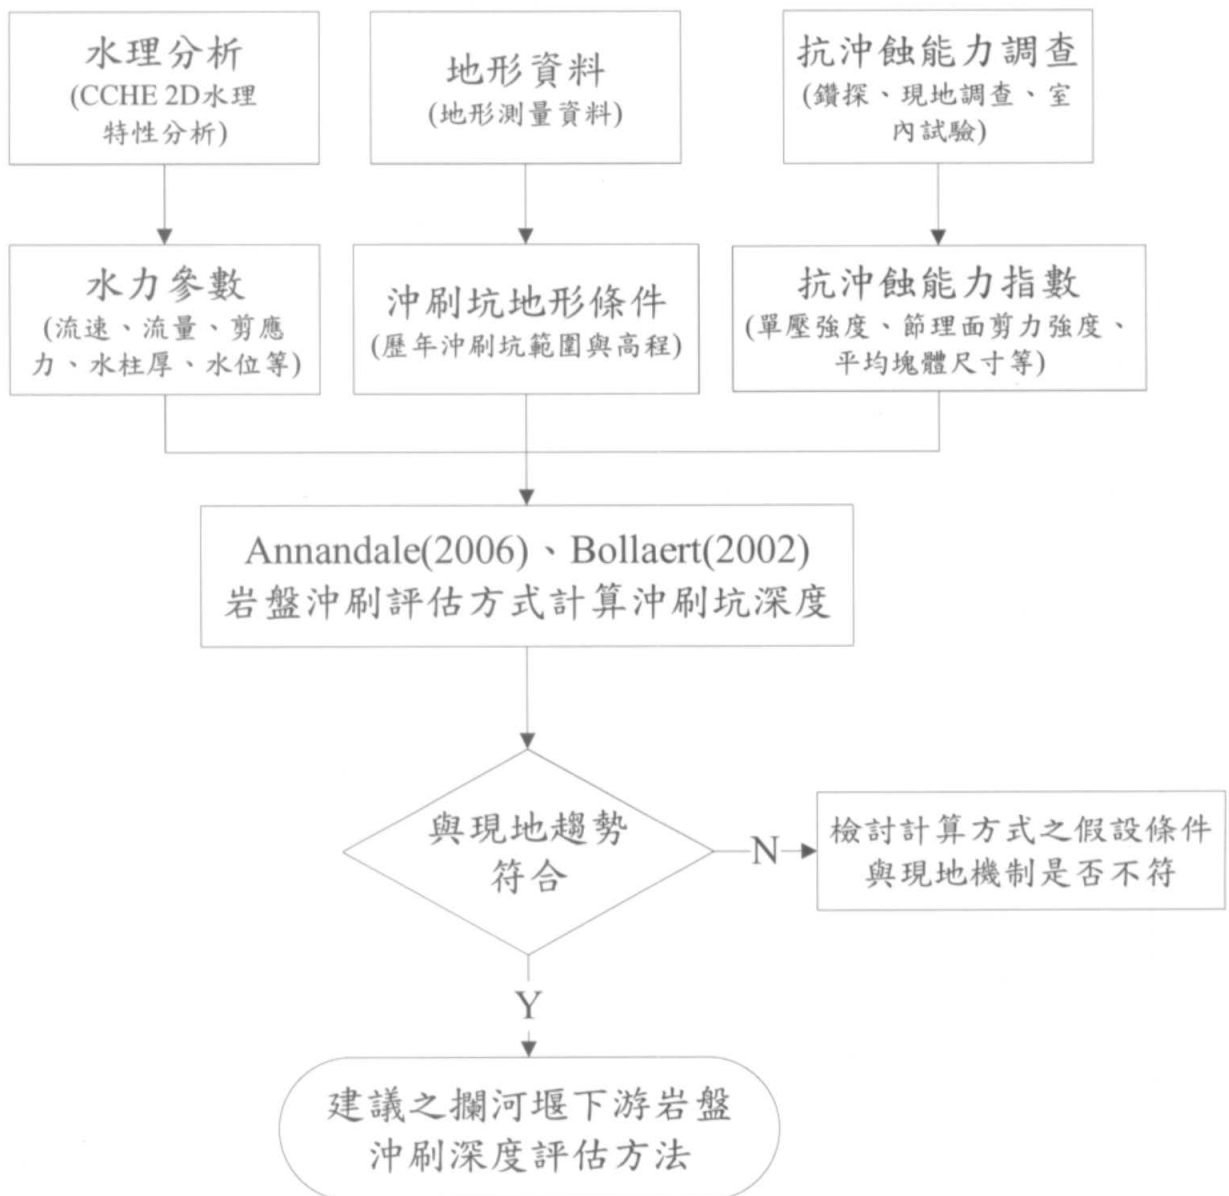 水理分析
(CCHE 2D水理
特性分析)
地形資料
(地形測量資料)
抗沖蝕能力調查
(鑽探、現地調查、室
內試驗)
水力參數
(流速、流量、剪應
力、水柱厚、水位等)
沖刷坑地形條件
(歷年沖刷坑範圍與高程)
抗沖蝕能力指數
(單壓強度、節理面剪力強度、
平均塊體尺寸等)
Annandale(2006)、Bollaert(2002)
岩盤沖刷評估方式計算沖刷坑深度
與現地趨勢
符合
N
檢討計算方式之假設條件
與現地機制是否不符
Y
建議之攔河堰下游岩盤
沖刷深度評估方法